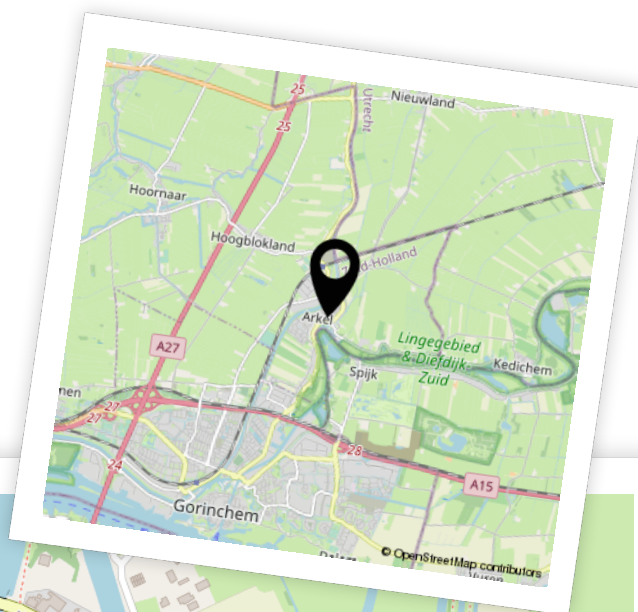 25
Utrecht
Nieuwland
25
Hoornaar
Hoogblokland
Zuid-Holland
Arkel
A27
Lingegebied
& Diefdijk
Zuid
Kedichem
Spijk
27
27
28
24
A15
Gorinchem
© OpenStreetMap contributors